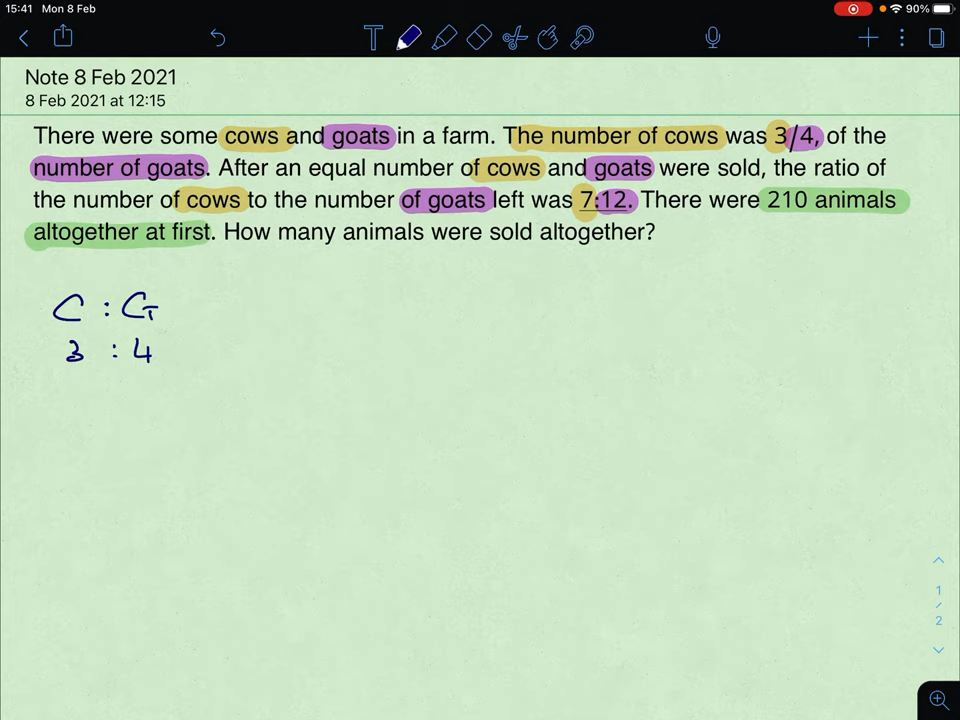 15:41 Mon 8 Feb
90%
Note 8 Feb 2021
8 Feb 2021 at 12:15
There were some cows and goats in a farm. The number of cows was 3/4, of the
number of goats. After an equal number of cows and goats were sold, the ratio of
the number of cows to the number of goats left was 7:12. There were 210 animals
altogether at first. How many animals were sold altogether?
C : G
3 : 4
1
/
2